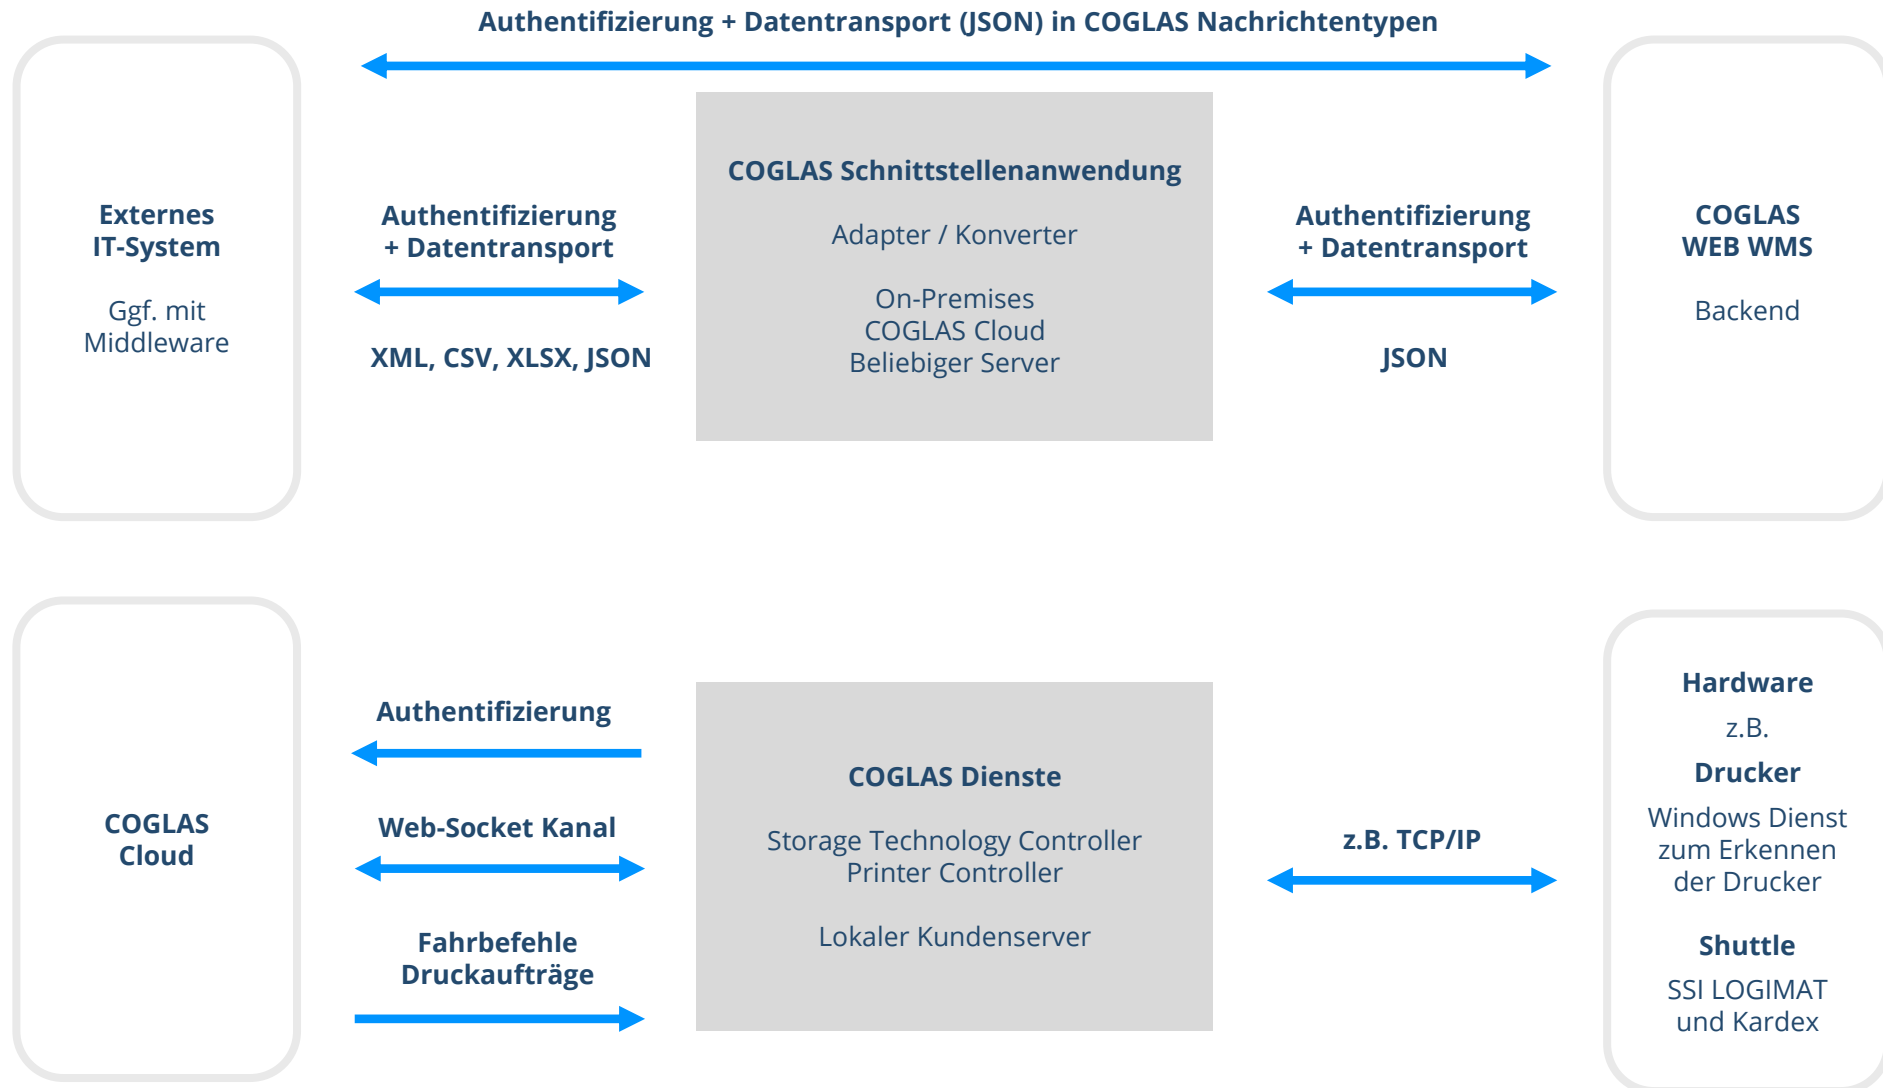 Authentifizierung + Datentransport (JSON) in COGLAS Nachrichtentypen
Externes
IT-System
Ggf. mit
Middleware
Authentifizierung
+ Datentransport
XML, CSV, XLSX, JSON
COGLAS Schnittstellenanwendung
Adapter / Konverter
On-Premises
COGLAS Cloud
Beliebiger Server
Authentifizierung
+ Datentransport
JSON
COGLAS
WEB WMS
Backend
COGLAS
Cloud
Authentifizierung
Web-Socket Kanal
Fahrbefehle
Druckaufträge
COGLAS Dienste
Storage Technology Controller
Printer Controller
Lokaler Kundenserver
z.B. TCP/IP
Hardware
z.B.
Drucker
Windows Dienst
zum Erkennen
der Drucker
Shuttle
SSI LOGIMAT
und Kardex